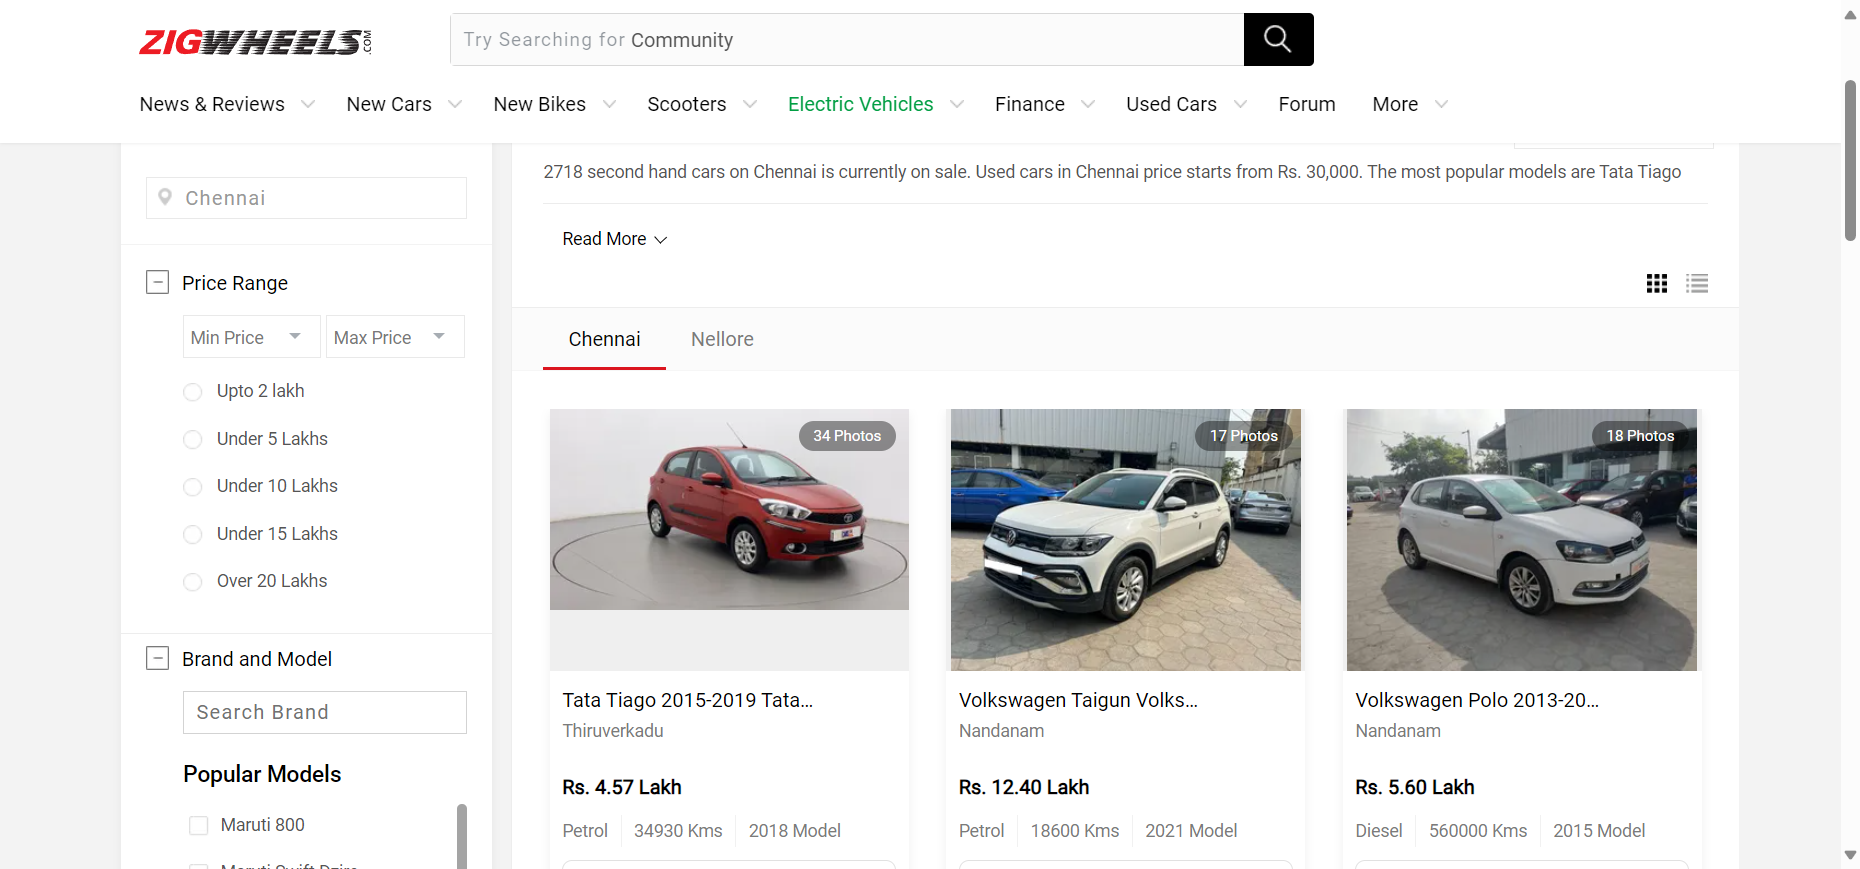 ZIGWHEELS.COM
Try Searching for Community
News & Reviews New Cars New Bikes Scooters Electric Vehicles Finance Used Cars Forum More
Chennai
Price Range
Min Price Max Price
Upto 2 lakh
Under 5 Lakhs
Under 10 Lakhs
Under 15 Lakhs
Over 20 Lakhs
Brand and Model
Search Brand
Popular Models
Maruti 800
Maruti Swift Dzire
2718 second hand cars on Chennai is currently on sale. Used cars in Chennai price starts from Rs. 30,000. The most popular models are Tata Tiago
Read More
Chennai Nellore
34 Photos
Tata Tiago 2015-2019 Tata...
Thiruverkadu
Rs. 4.57 Lakh
Petrol 34930 Kms 2018 Model
17 Photos
Volkswagen Taigun Volks...
Nandanam
Rs. 12.40 Lakh
Petrol 18600 Kms 2021 Model
18 Photos
Volkswagen Polo 2013-20...
Nandanam
Rs. 5.60 Lakh
Diesel 560000 Kms 2015 Model